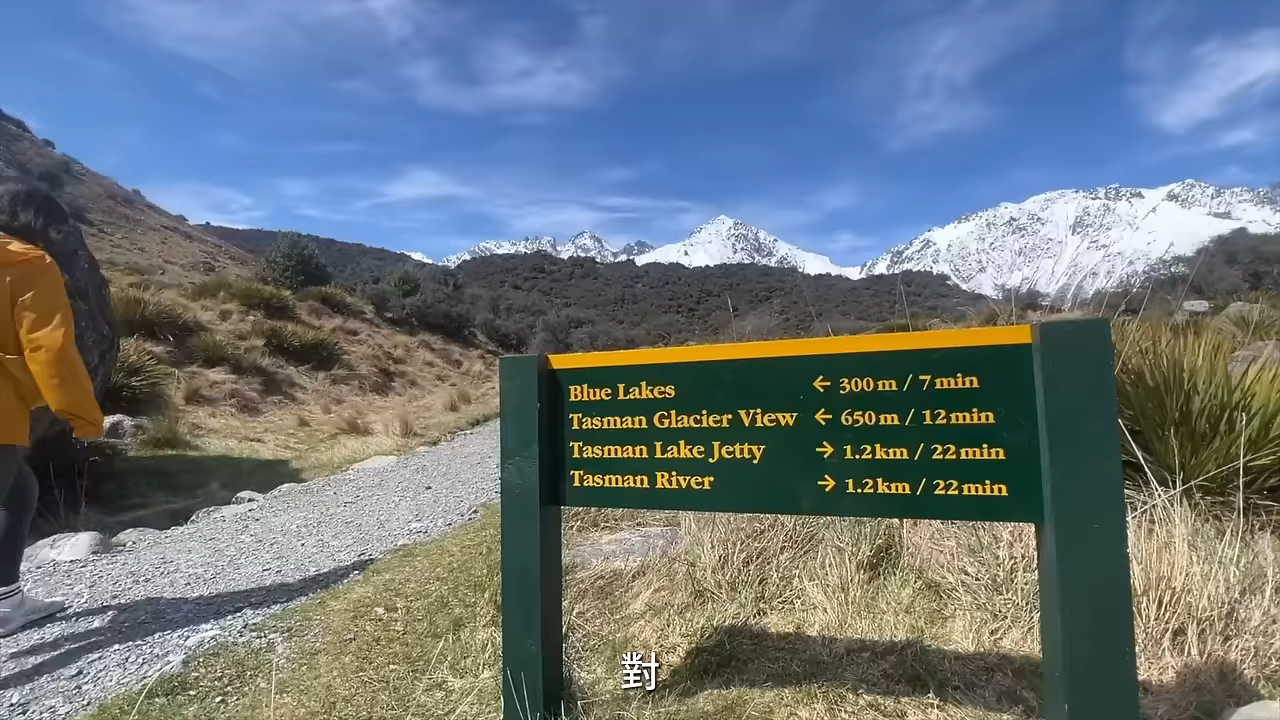 Blue Lakes ← 300m / 7min
Tasman Glacier View ← 650m / 12min
Tasman Lake Jetty → 1.2km / 22min
Tasman River → 1.2km / 22min
對